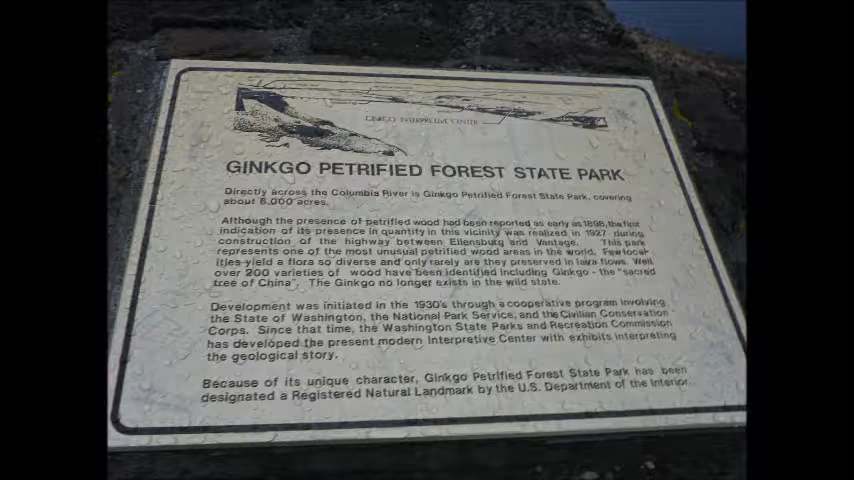 GINKGO INTERPRETIVE CENTER
GINKGO PETRIFIED FOREST STATE PARK
Directly across the Columbia River is Ginkgo Petrified Forest State Park, covering
about 6,000 acres.
Although the presence of petrified wood had been reported as early as 1898, the first
indication of its presence in quantity in this vicinity was realized in 1927 during
construction of the highway between Ellensburg and Vantage. This park
represents one of the most unusual petrified wood areas in the world. Few local-
ities yield a flora so diverse and only rarely are they preserved in lava flows. Well
over 200 varieties of wood have been identified including Ginkgo - the "sacred
tree of China". The Ginkgo no longer exists in the wild state.
Development was initiated in the 1930's through a cooperative program involving
the State of Washington, the National Park Service, and the Civilian Conservation
Corps. Since that time, the Washington State Parks and Recreation Commission
has developed the present modern Interpretive Center with exhibits interpreting
the geological story.
Because of its unique character, Ginkgo Petrified Forest State Park has been
designated a Registered Natural Landmark by the U.S. Department of the Interior.